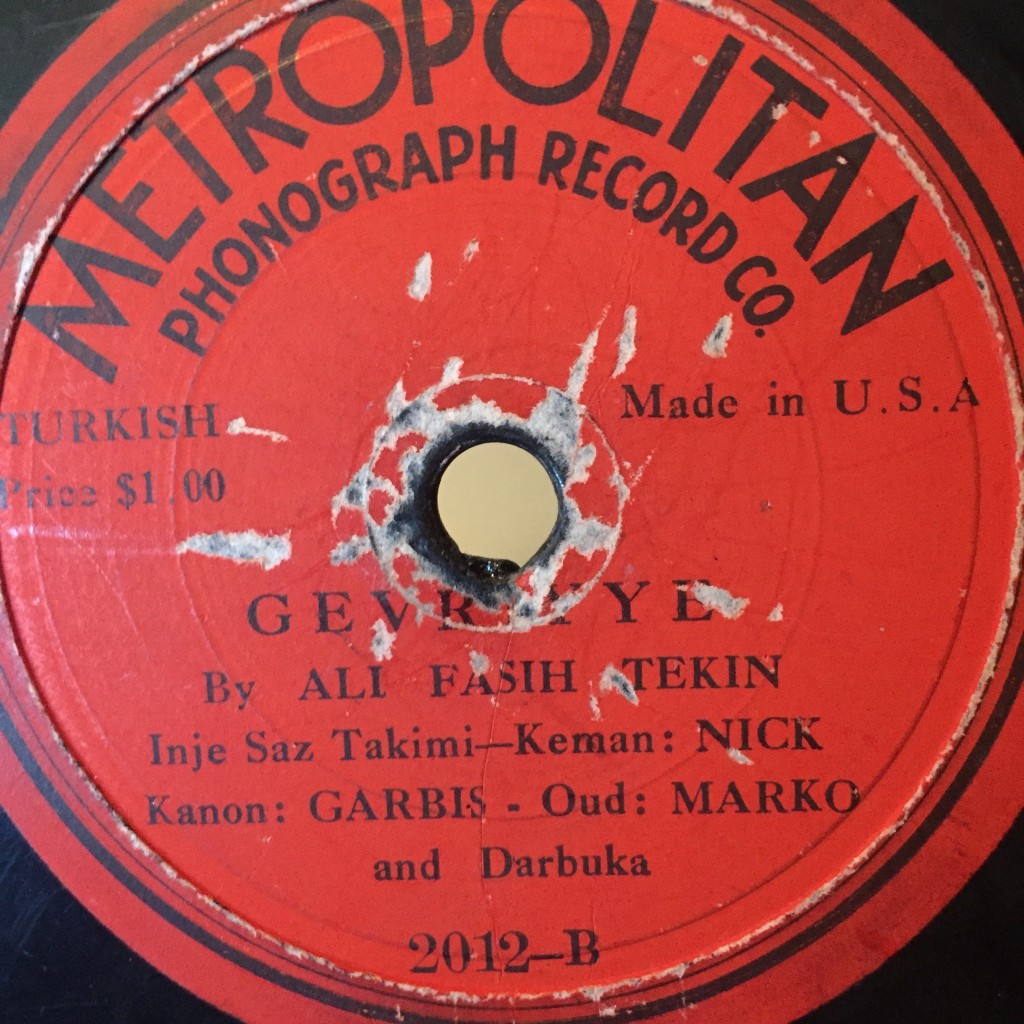 METROPOLITAN
PHONOGRAPH RECORD CO.
TURKISH
Price $1.00
Made in U.S.A
By ALI FASIH TEKIN
Inje Saz Takimi—Keman: NICK
Kanon: GARBIS - Oud: MARKO
and Darbuka
2012—B